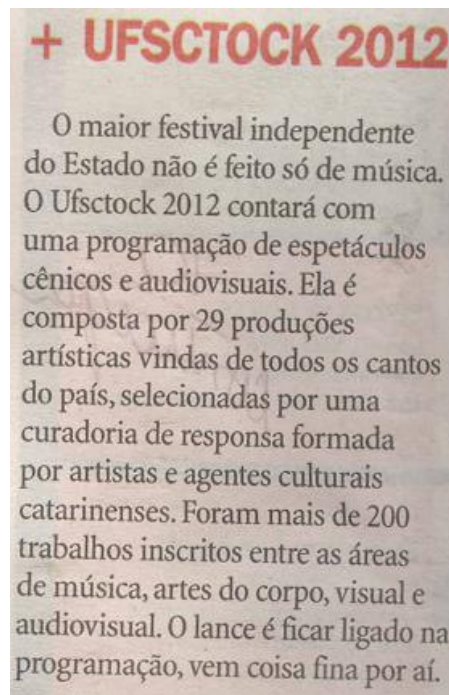 + UFSCTOCK 2012
O maior festival independente
do Estado não é feito só de música.
O Ufsctock 2012 contará com
uma programação de espetáculos
cênicos e audiovisuais. Ela é
composta por 29 produções
artísticas vindas de todos os cantos
do país, selecionadas por uma
curadoria de responsa formada
por artistas e agentes culturais
catarinenses. Foram mais de 200
trabalhos inscritos entre as áreas
de música, artes do corpo, visual e
audiovisual. O lance é ficar ligado na
programação, vem coisa fina por aí.